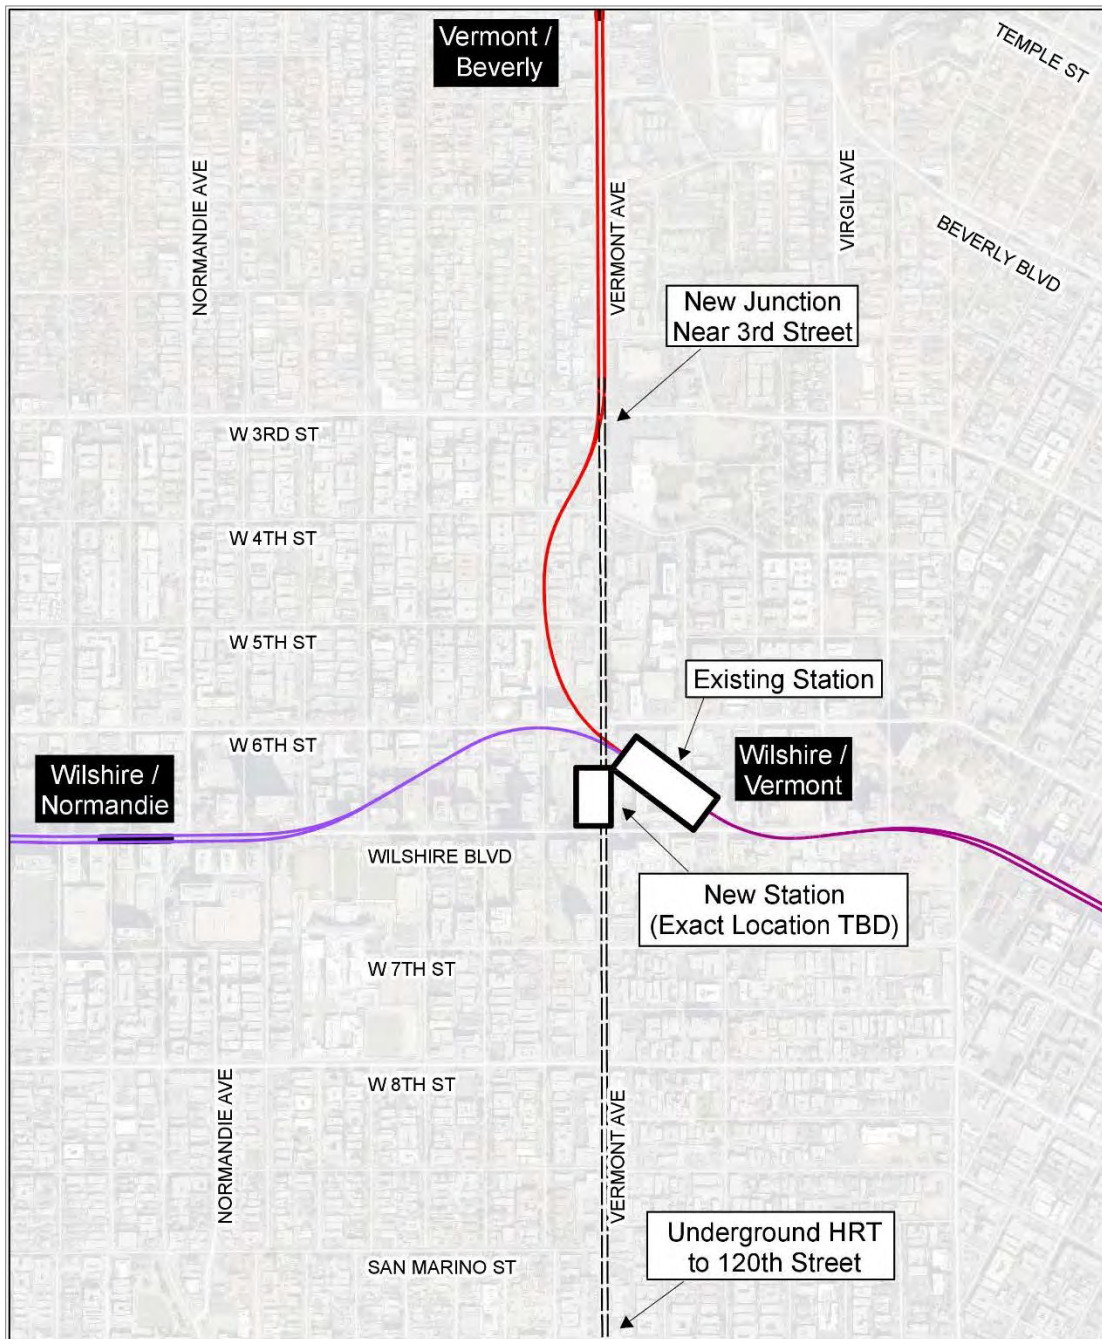 Vermont /
Beverly
TEMPLE ST
NORMANDIE AVE
VERMONT AVE
VIRGIL AVE
BEVERLY BLVD
New Junction
Near 3rd Street
W 3RD ST
W 4TH ST
W 5TH ST
Existing Station
W 6TH ST
Wilshire /
Vermont
Wilshire /
Normandie
WILSHIRE BLVD
New Station
(Exact Location TBD)
W 7TH ST
W 8TH ST
NORMANDIE AVE
VERMONT AVE
Underground HRT
to 120th Street
SAN MARINO ST